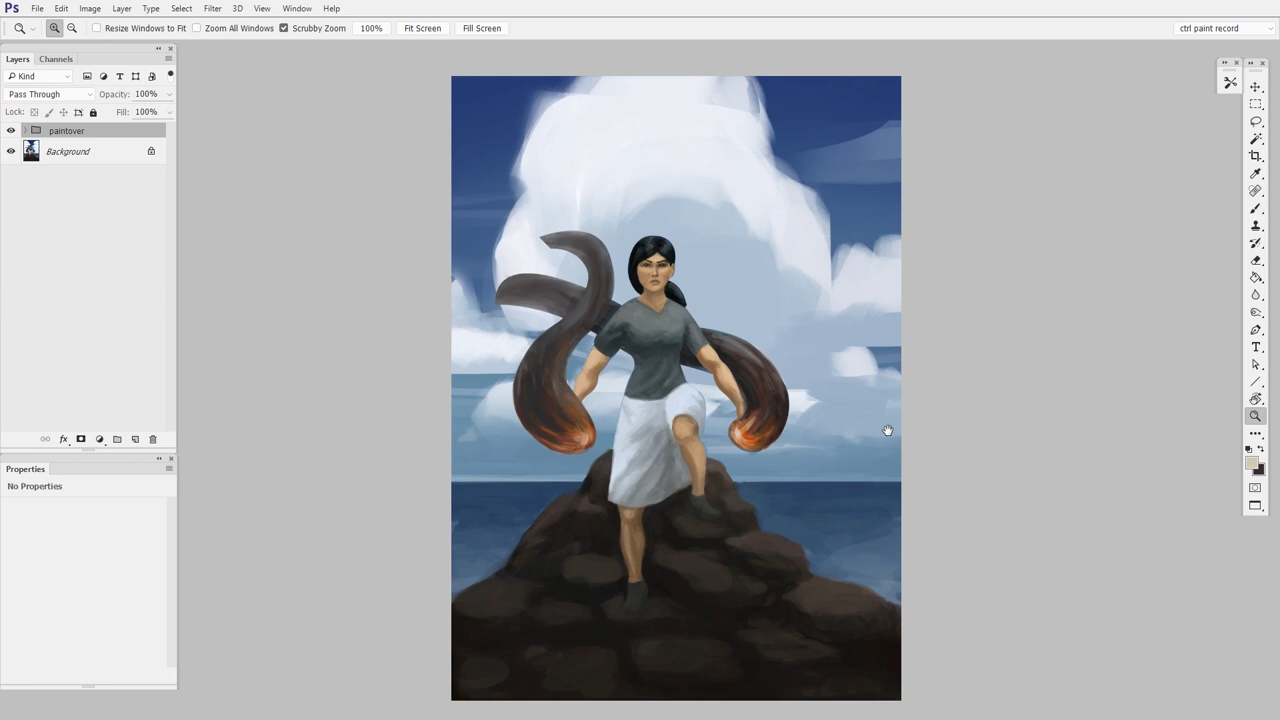 Ps File Edit Image Layer Type Select Filter 3D View Window Help
Resize Windows to Fit Zoom All Windows Scrubby Zoom 100% Fit Screen Fill Screen ctrl paint record
Layers Channels
Kind
Pass Through Opacity: 100%
Lock: Fill: 100%
paintover
Background
fx
Properties
No Properties